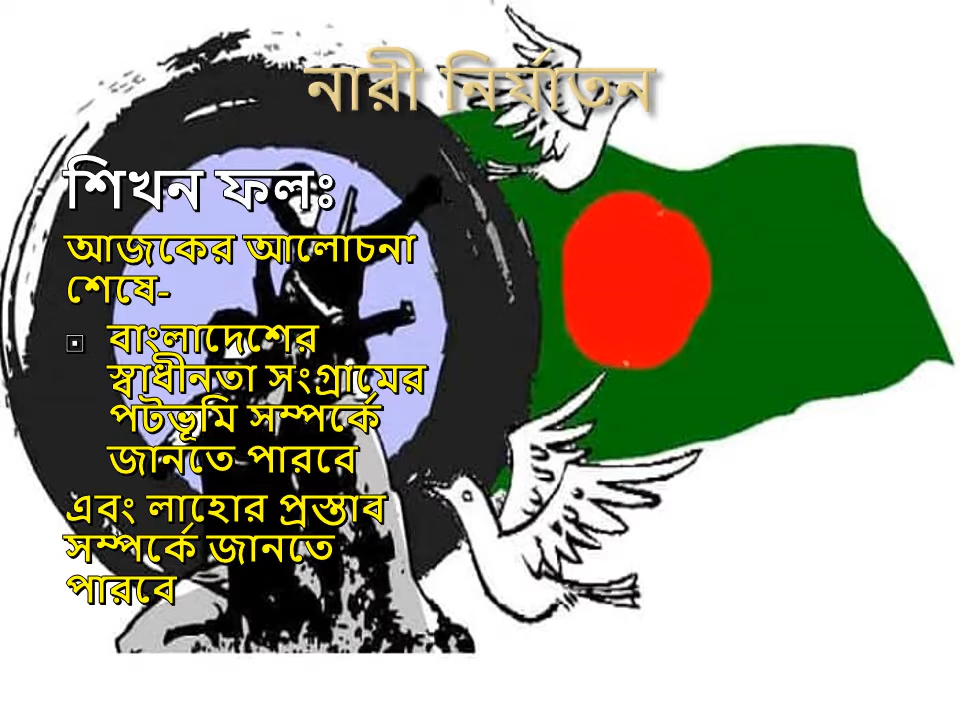 নারী নির্যাতন
শিখন ফলঃ
আজকের আলোচনা
শেষে-
বাংলাদেশের
স্বাধীনতা সংগ্রামের
পটভূমি সম্পর্কে
জানতে পারবে
এবং লাহোর প্রস্তাব
সম্পর্কে জানতে
পারবে